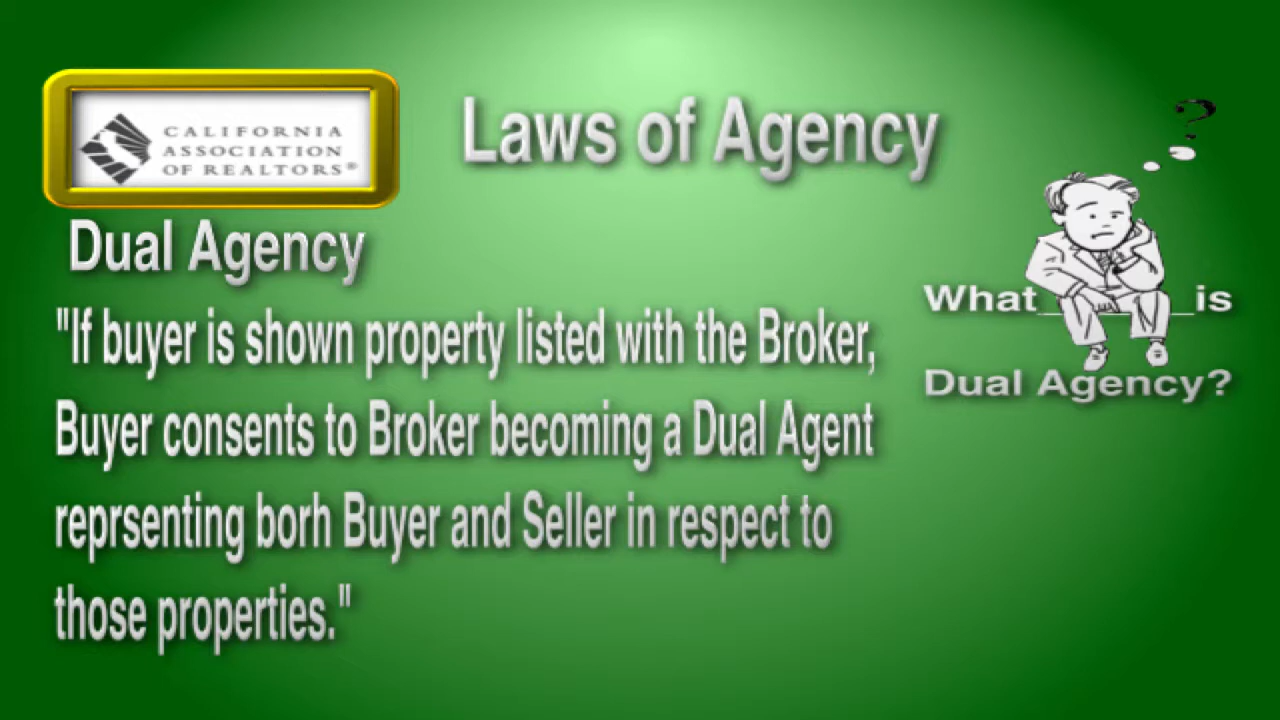 CALIFORNIA
ASSOCIATION
OF REALTORS®
Laws of Agency
?
What is
Dual Agency?
Dual Agency
"If buyer is shown property listed with the Broker,
Buyer consents to Broker becoming a Dual Agent
reprsenting borh Buyer and Seller in respect to
those properties."